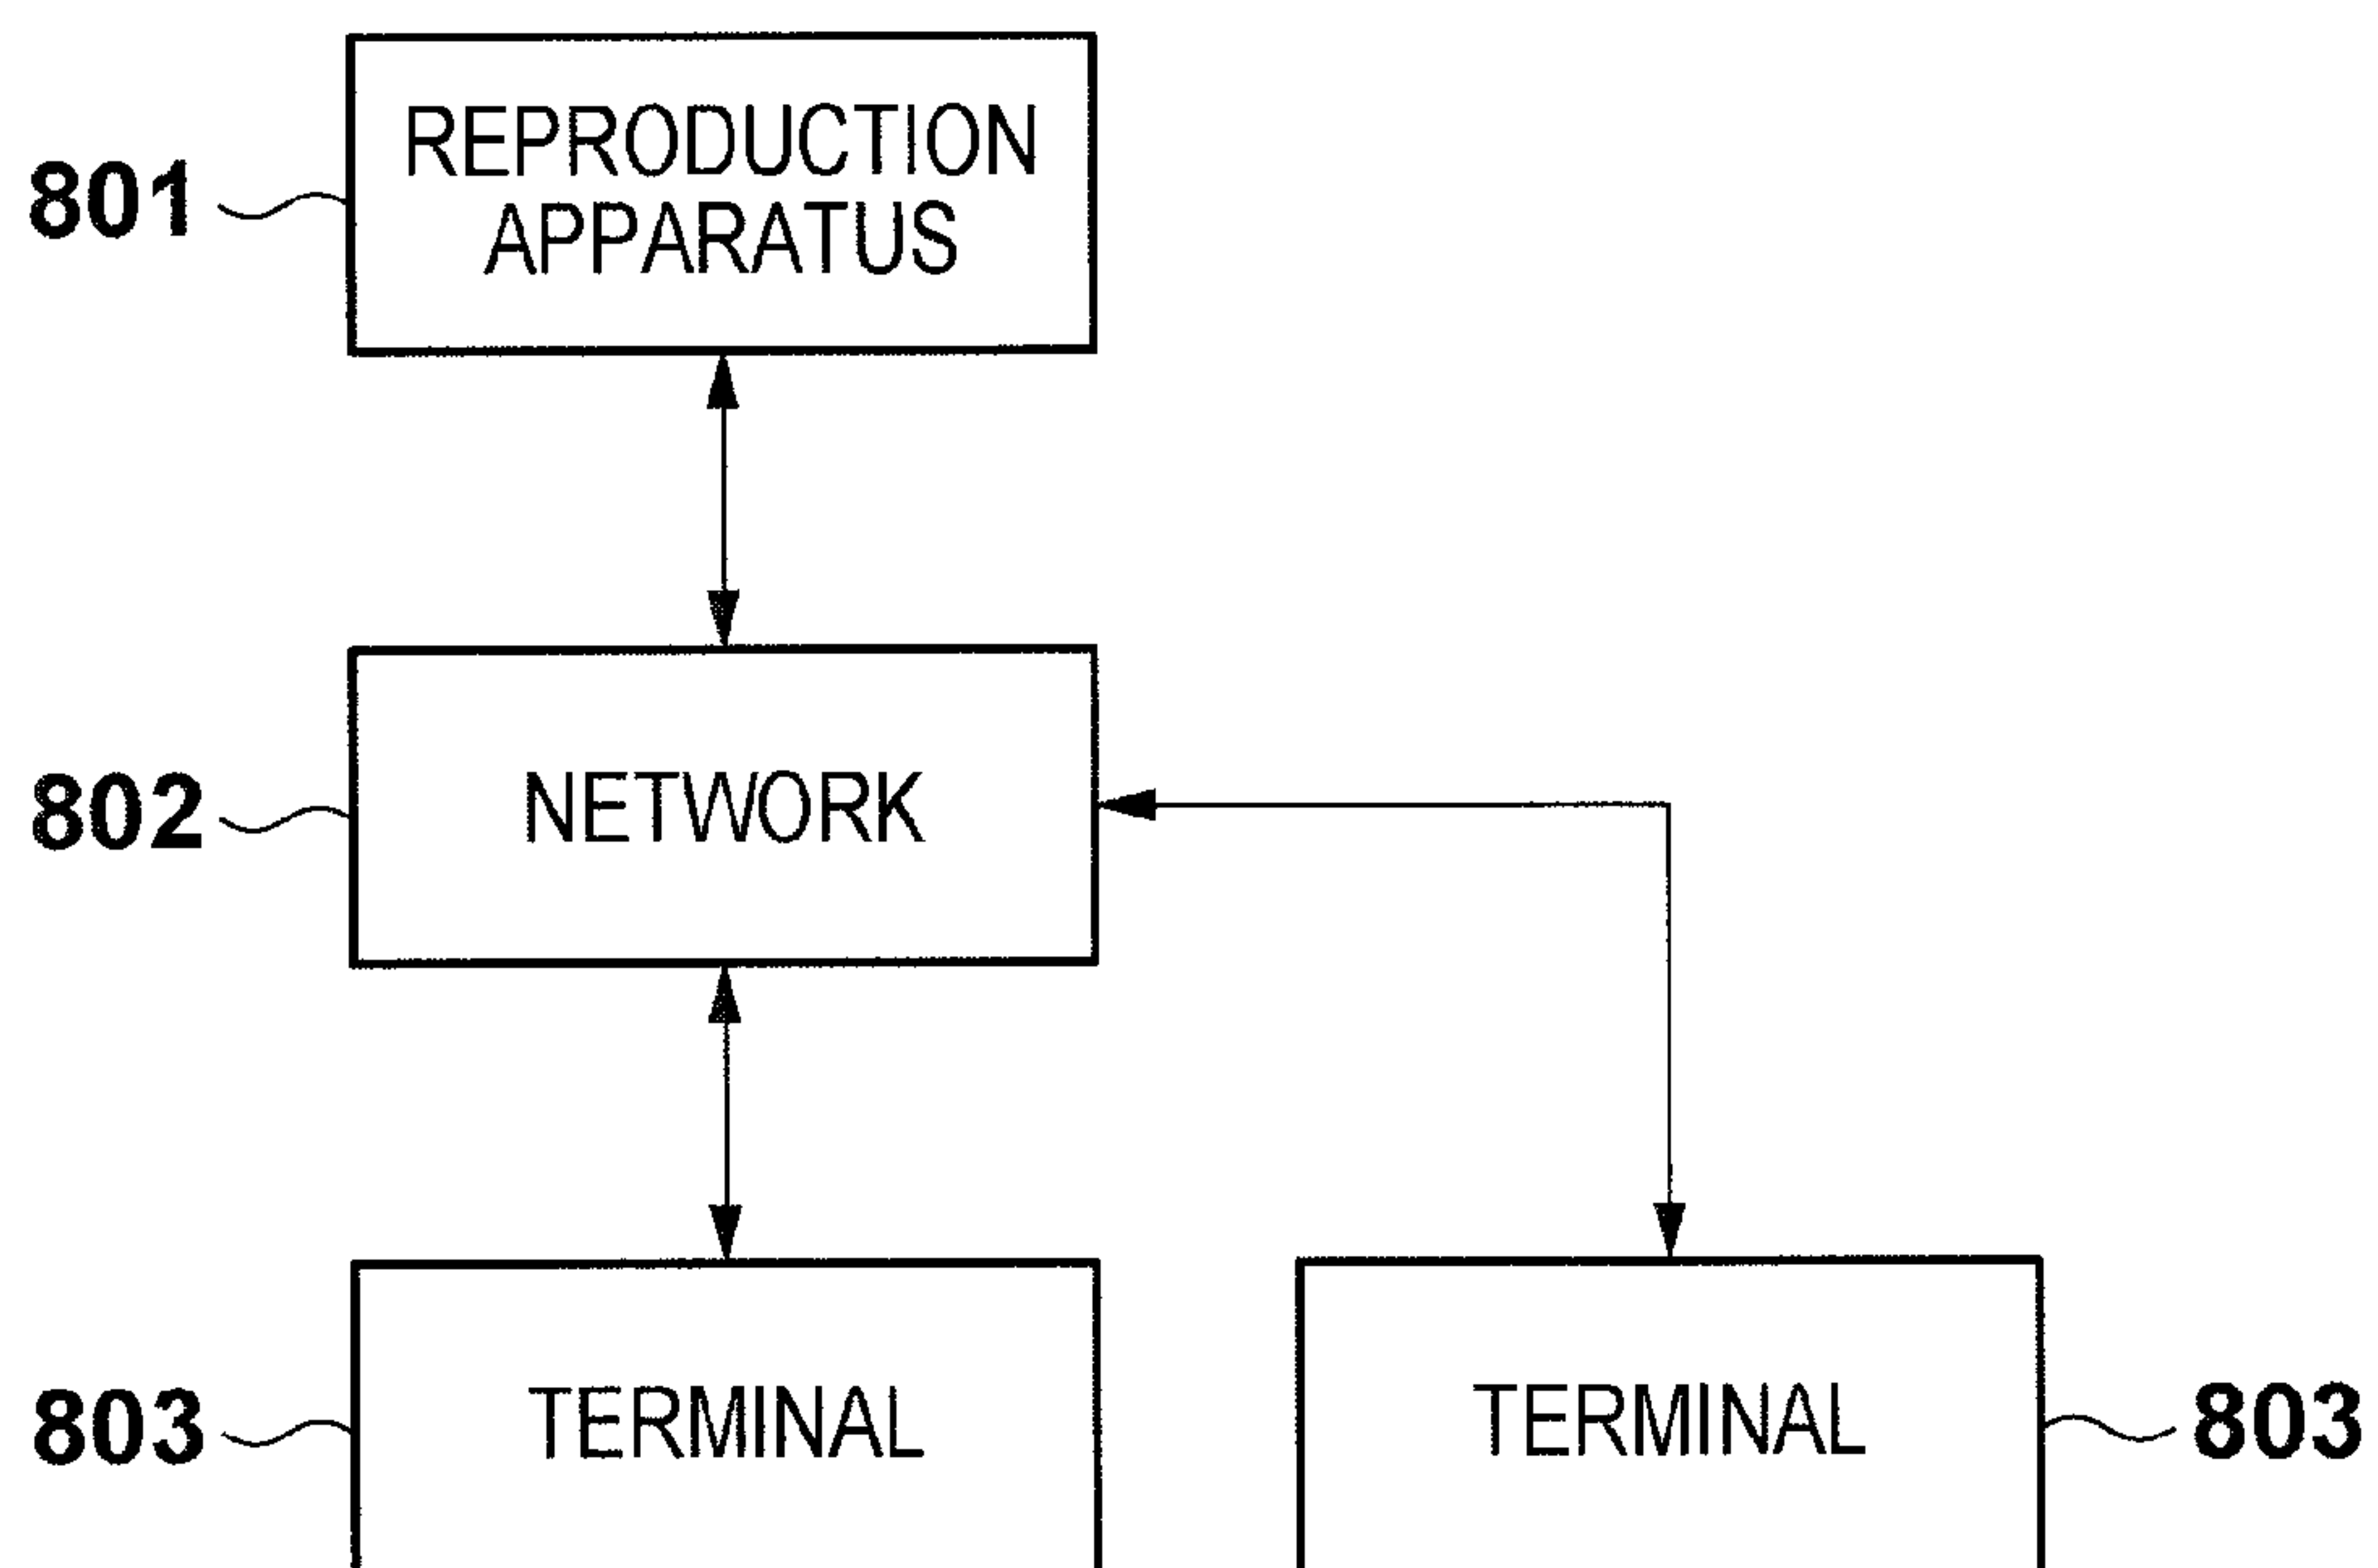 801
REPRODUCTION
APPARATUS
802
NETWORK
803
TERMINAL
TERMINAL
803